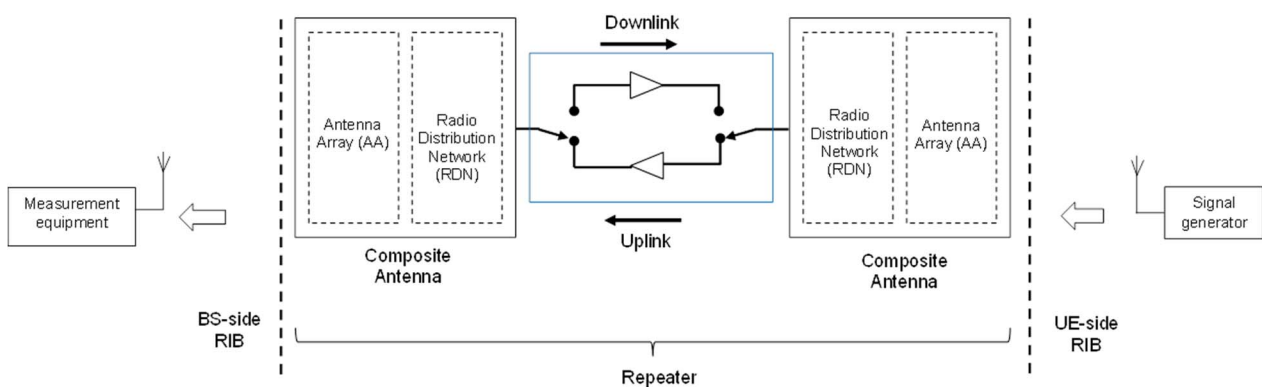 Downlink
Antenna
Array (AA)
Radio
Distribution
Network
(RDN)
Radio
Distribution
Network
(RDN)
Antenna
Array (AA)
Measurement
equipment
Signal
generator
Uplink
Composite
Antenna
Composite
Antenna
BS-side
RIB
UE-side
RIB
Repeater